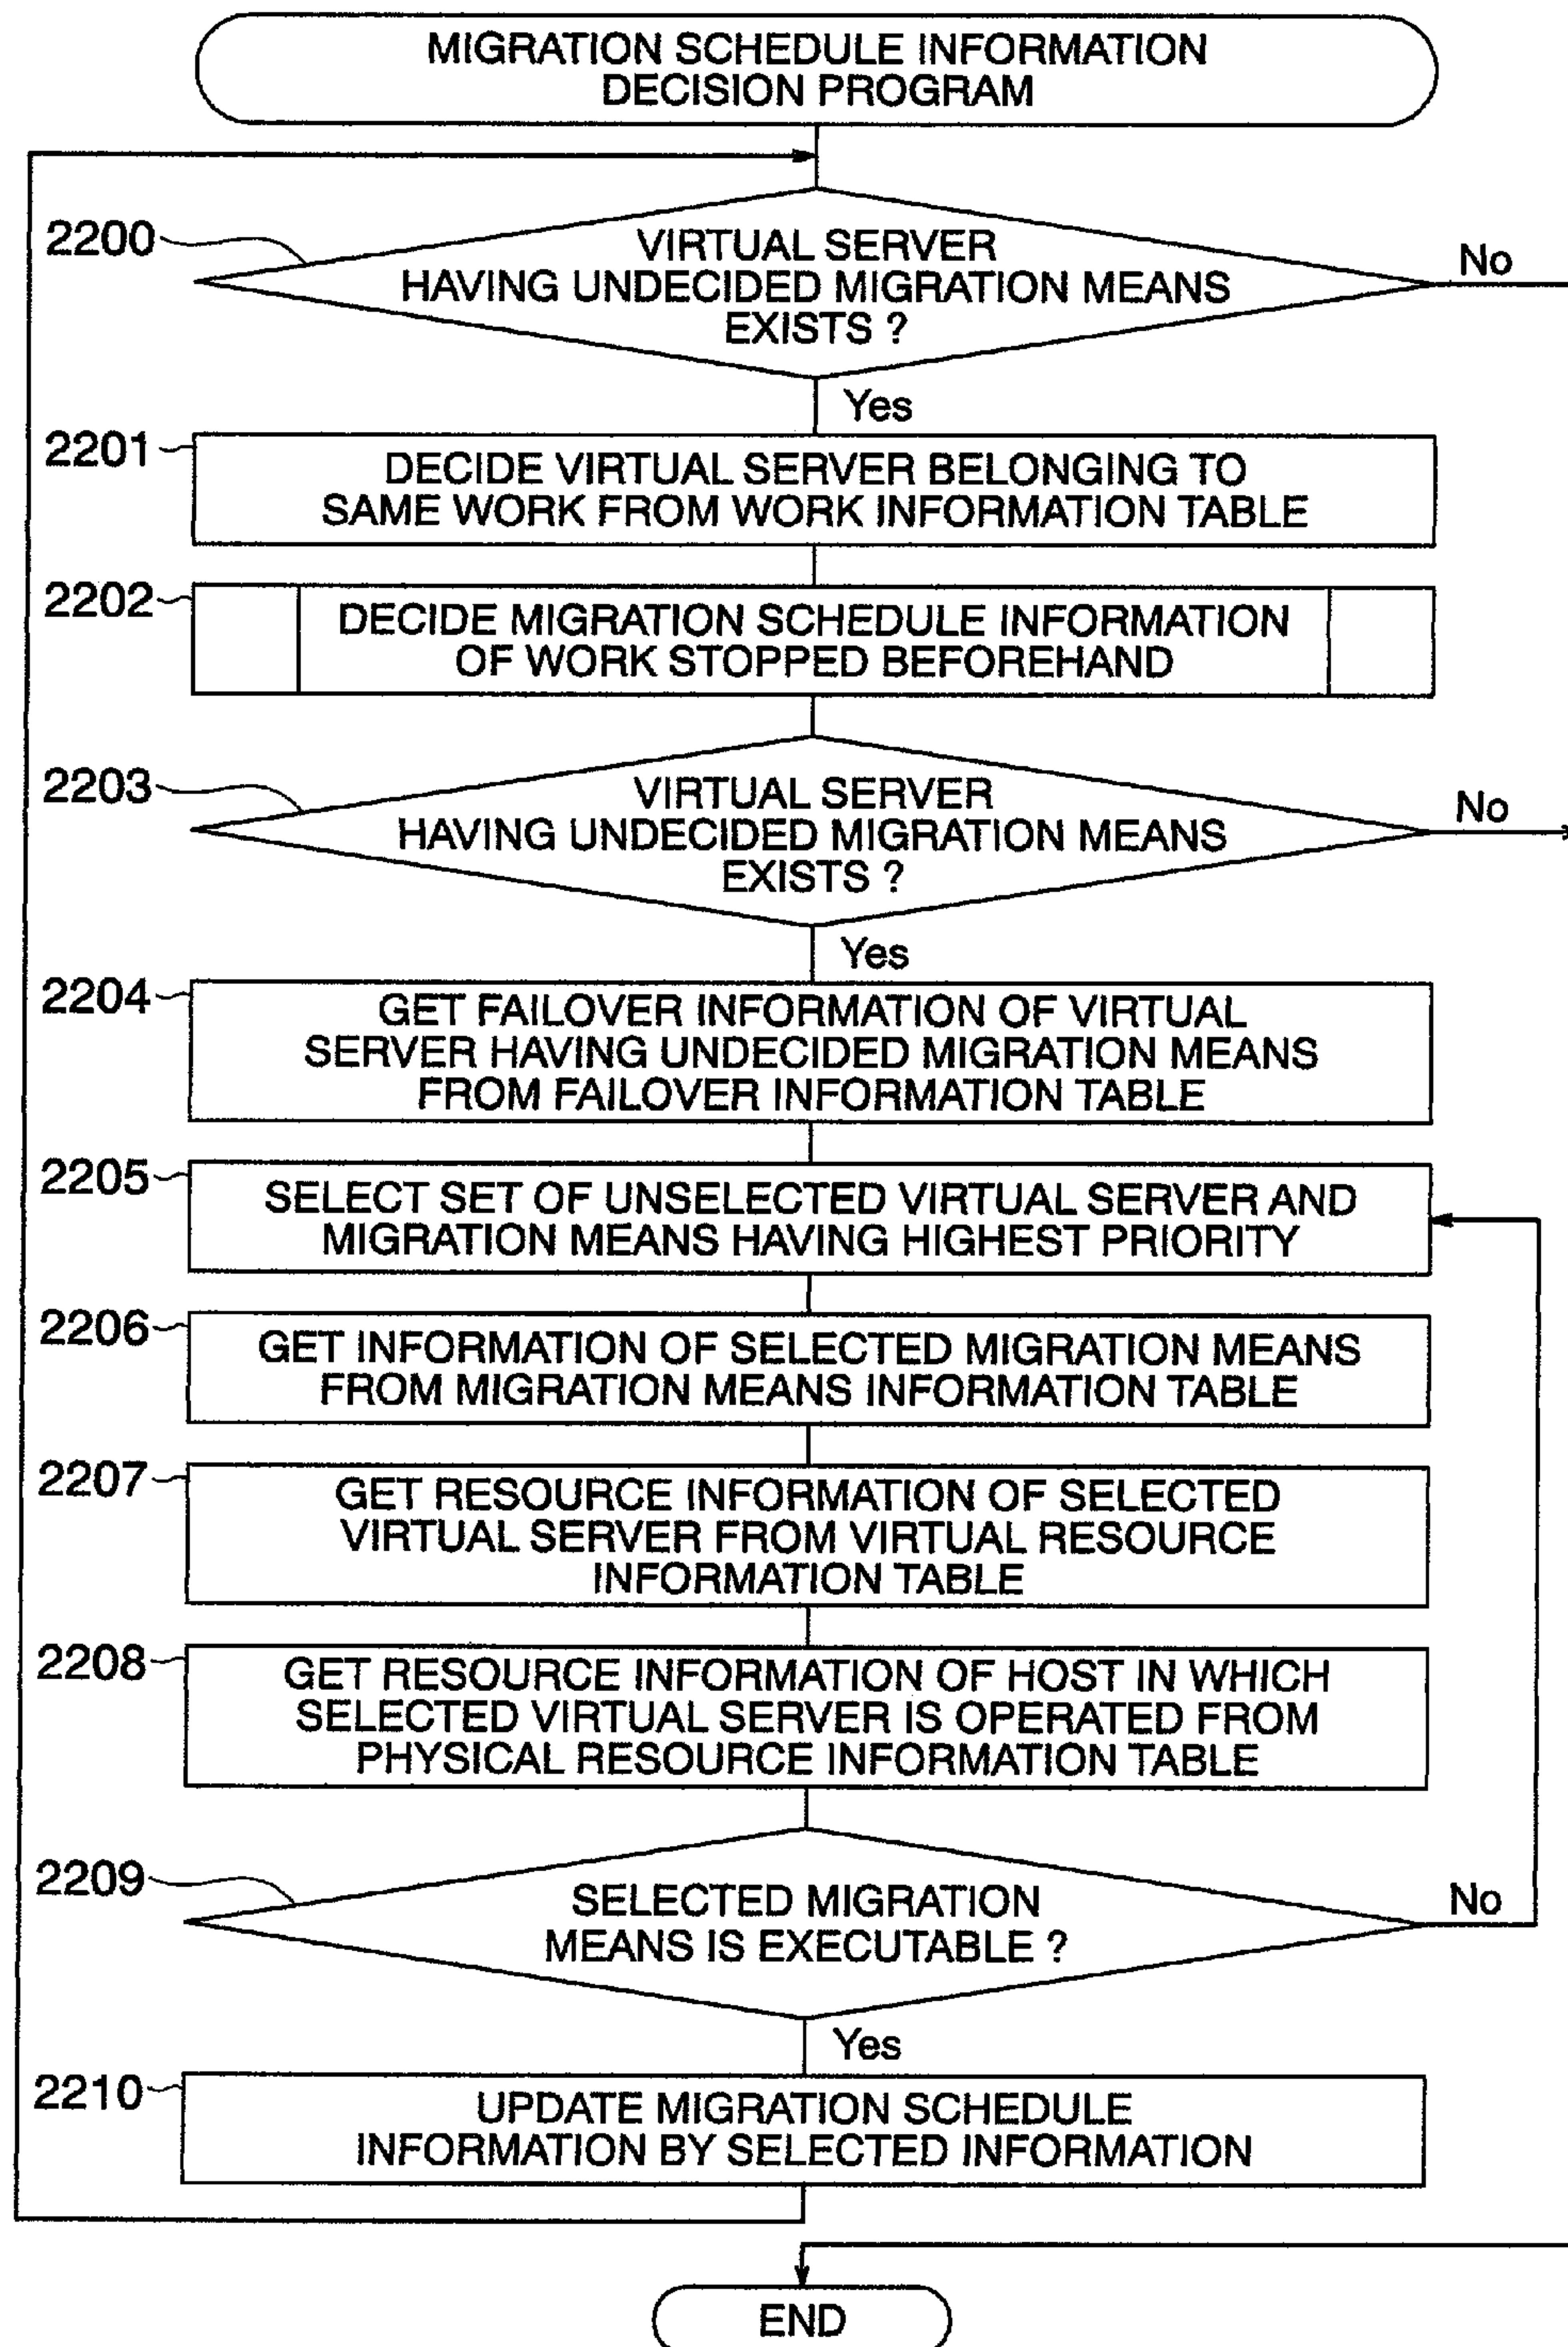 MIGRATION SCHEDULE INFORMATION
DECISION PROGRAM
2200
VIRTUAL SERVER
HAVING UNDECIDED MIGRATION MEANS
EXISTS ?
No
Yes
2201
DECIDE VIRTUAL SERVER BELONGING TO
SAME WORK FROM WORK INFORMATION TABLE
2202
DECIDE MIGRATION SCHEDULE INFORMATION
OF WORK STOPPED BEFOREHAND
2203
VIRTUAL SERVER
HAVING UNDECIDED MIGRATION MEANS
EXISTS ?
No
Yes
2204
GET FAILOVER INFORMATION OF VIRTUAL
SERVER HAVING UNDECIDED MIGRATION MEANS
FROM FAILOVER INFORMATION TABLE
2205
SELECT SET OF UNSELECTED VIRTUAL SERVER AND
MIGRATION MEANS HAVING HIGHEST PRIORITY
2206
GET INFORMATION OF SELECTED MIGRATION MEANS
FROM MIGRATION MEANS INFORMATION TABLE
2207
GET RESOURCE INFORMATION OF SELECTED
VIRTUAL SERVER FROM VIRTUAL RESOURCE
INFORMATION TABLE
2208
GET RESOURCE INFORMATION OF HOST IN WHICH
SELECTED VIRTUAL SERVER IS OPERATED FROM
PHYSICAL RESOURCE INFORMATION TABLE
2209
SELECTED MIGRATION
MEANS IS EXECUTABLE ?
No
Yes
2210
UPDATE MIGRATION SCHEDULE
INFORMATION BY SELECTED INFORMATION
END